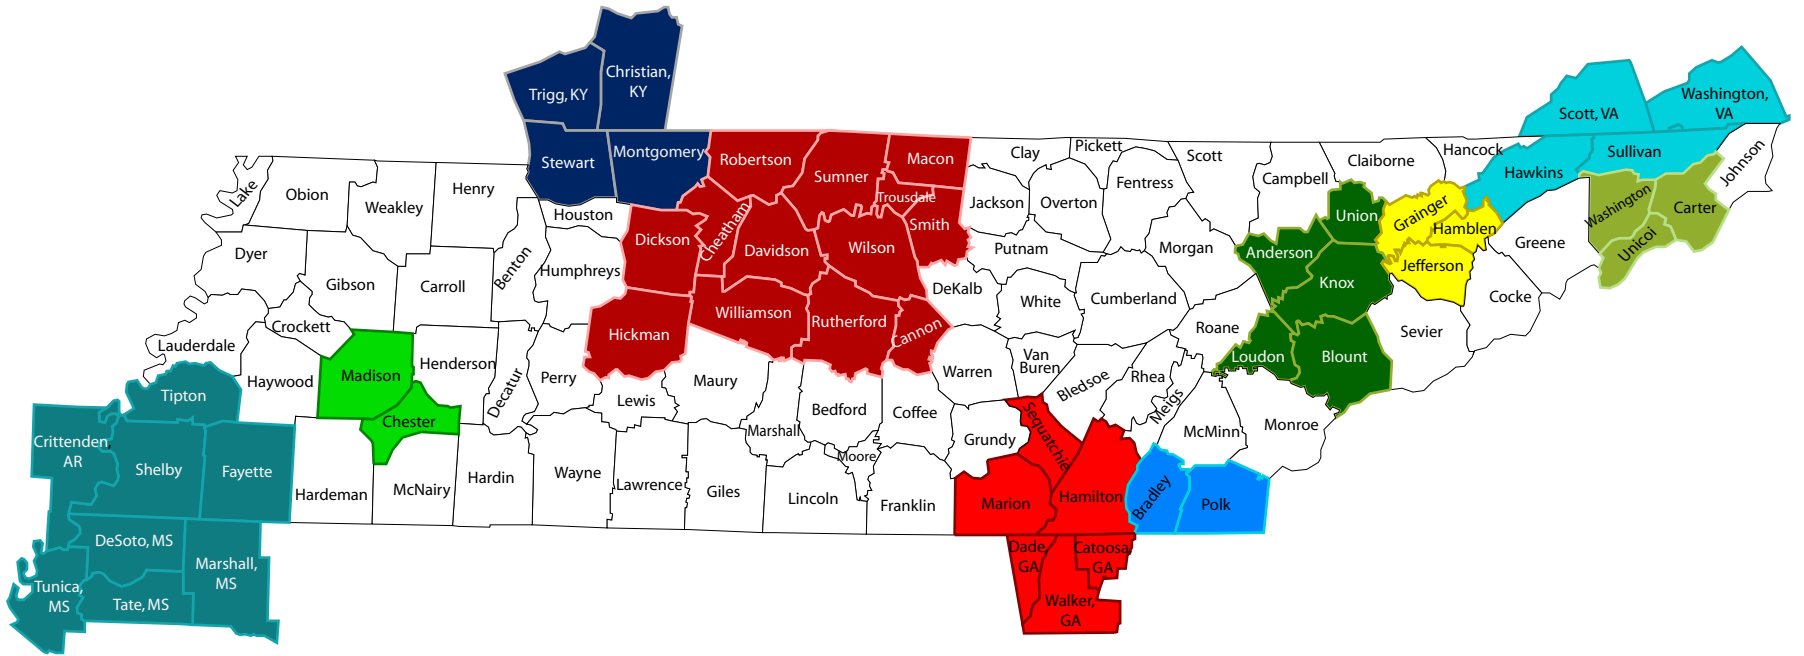 Christian,
KY
Trigg, KY
Stewart
Montgomery
Robertson
Sumner
Macon
Trousdale
Smith
Dickson
Cheatham
Davidson
Wilson
Hickman
Williamson
Rutherford
Cannon
Lake
Obion
Weakley
Henry
Houston
Humphreys
Benton
Dyer
Gibson
Carroll
Crockett
Lauderdale
Haywood
Madison
Henderson
Decatur
Perry
Chester
Tipton
Crittenden
AR
Shelby
Fayette
Hardeman
McNairy
Hardin
Wayne
Lawrence
Lewis
Maury
Giles
Marshall
Bedford
Moore
Lincoln
Coffee
Franklin
DeSoto, MS
Marshall,
MS
Tunica,
MS
Tate, MS
Clay
Pickett
Jackson
Overton
Fentress
Scott
Putnam
DeKalb
White
Cumberland
Morgan
Warren
Van
Buren
Bledsoe
Rhea
Meigs
Roane
Grundy
Sequatchie
Marion
Hamilton
Bradley
Polk
McMinn
Monroe
Dade,
GA
Catoosa,
GA
Walker,
GA
Campbell
Claiborne
Hancock
Union
Anderson
Knox
Loudon
Blount
Grainger
Hamblen
Jefferson
Sevier
Cocke
Greene
Hawkins
Sullivan
Scott, VA
Washington,
VA
Washington
Carter
Unicoi
Johnson